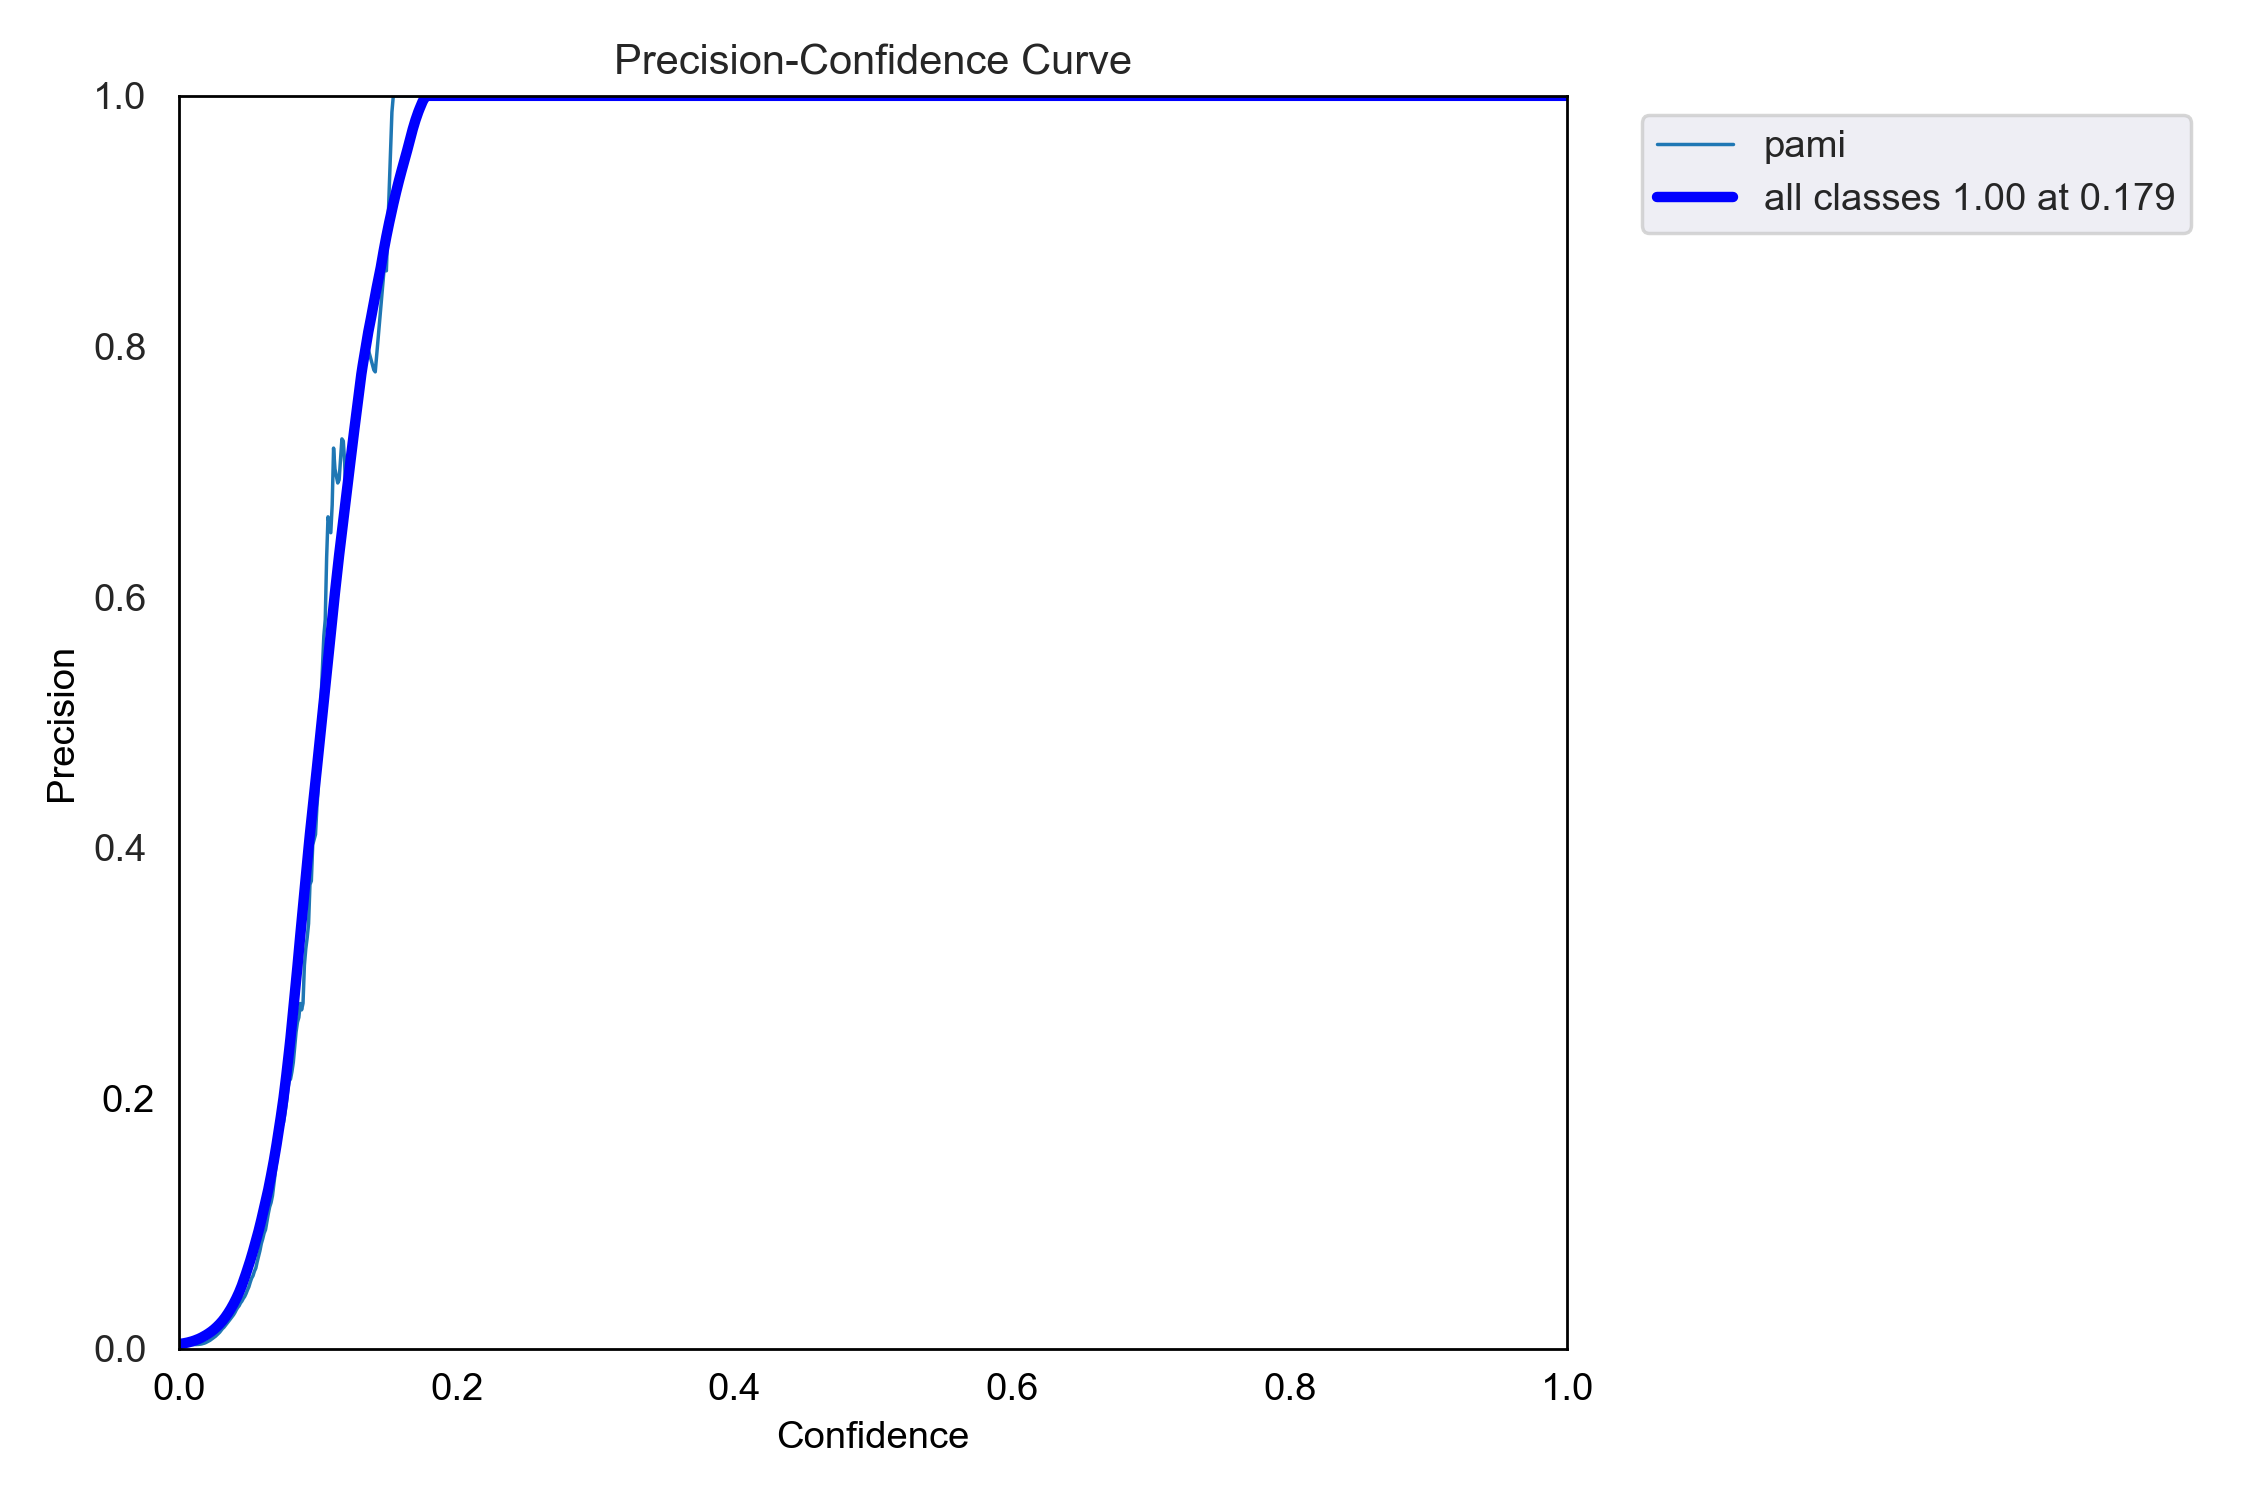 Precision-Confidence Curve
1.0
0.8
0.6
0.4
0.2
0.0
Precision
0.0 0.2 0.4 0.6 0.8 1.0
Confidence
pami
all classes 1.00 at 0.179